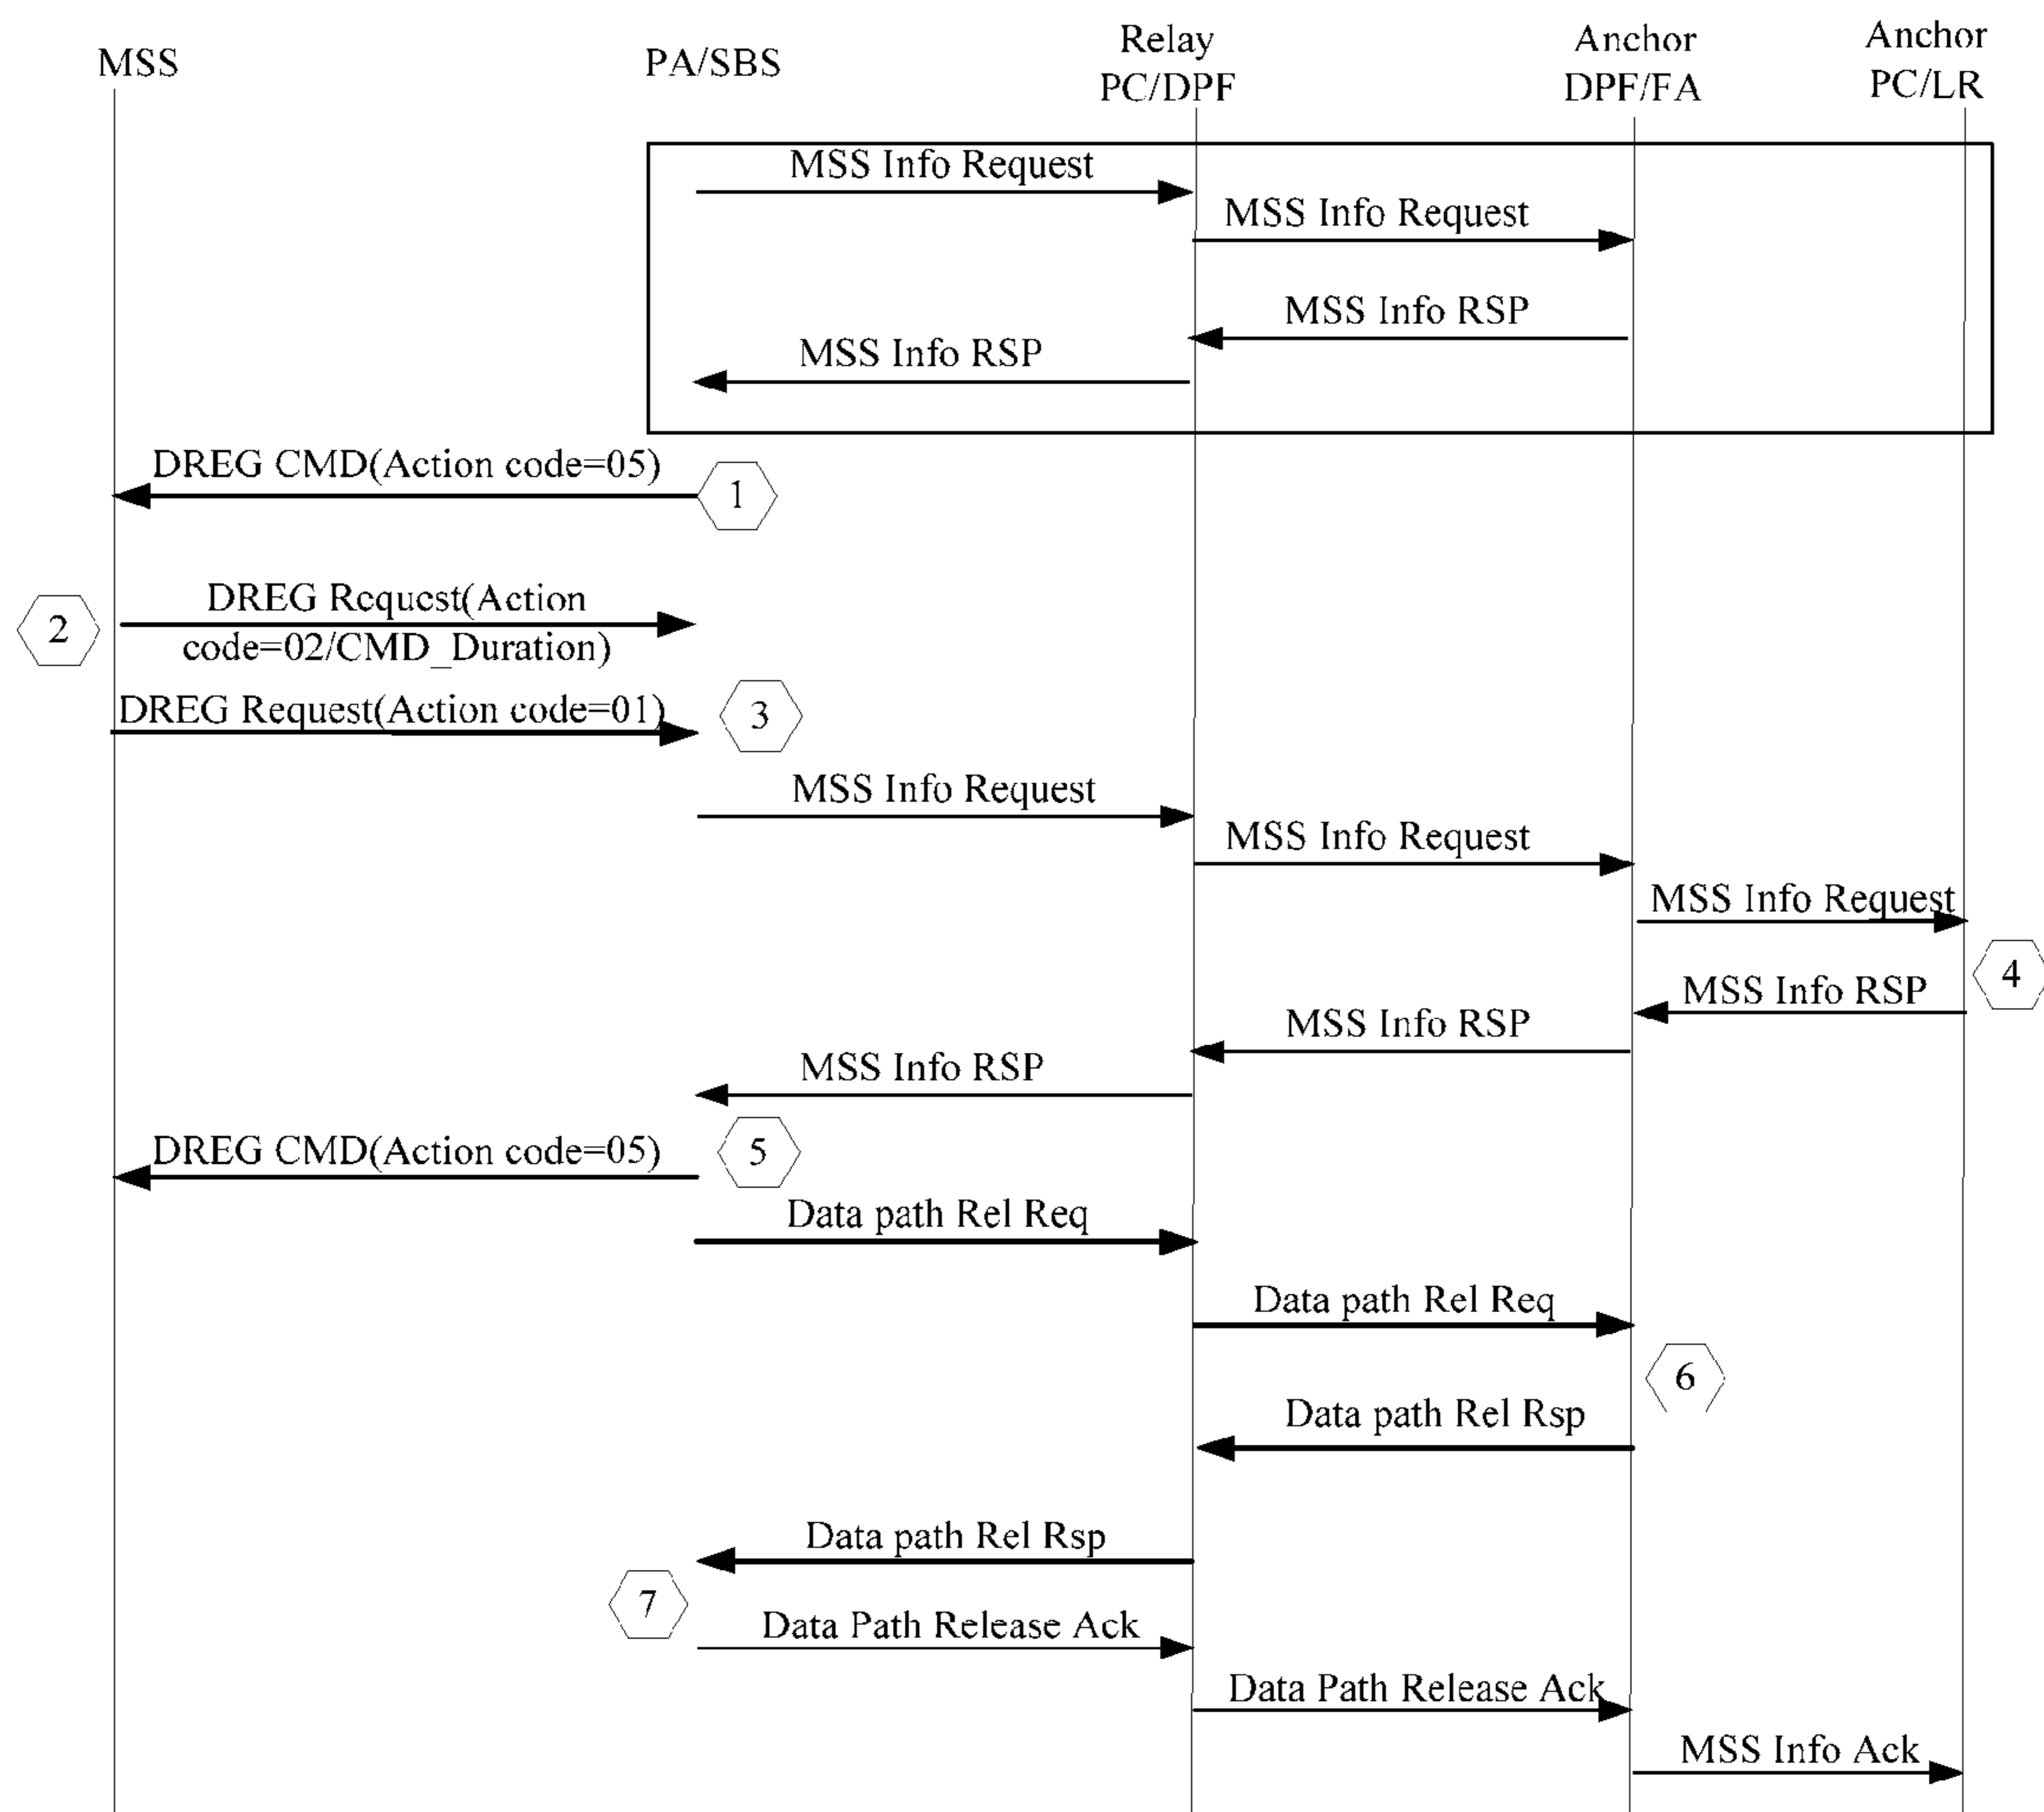 MSS
PA/SBS
Relay
PC/DPF
Anchor
DPF/FA
Anchor
PC/LR
MSS Info Request
MSS Info Request
MSS Info RSP
MSS Info RSP
DREG CMD(Action code=05)
1
2
DREG Request(Action
code=02/CMD_Duration)
DREG Request(Action code=01)
3
MSS Info Request
MSS Info Request
MSS Info Request
4
MSS Info RSP
MSS Info RSP
MSS Info RSP
DREG CMD(Action code=05)
5
Data path Rel Req
Data path Rel Req
6
Data path Rel Rsp
Data path Rel Rsp
7
Data Path Release Ack
Data Path Release Ack
MSS Info Ack